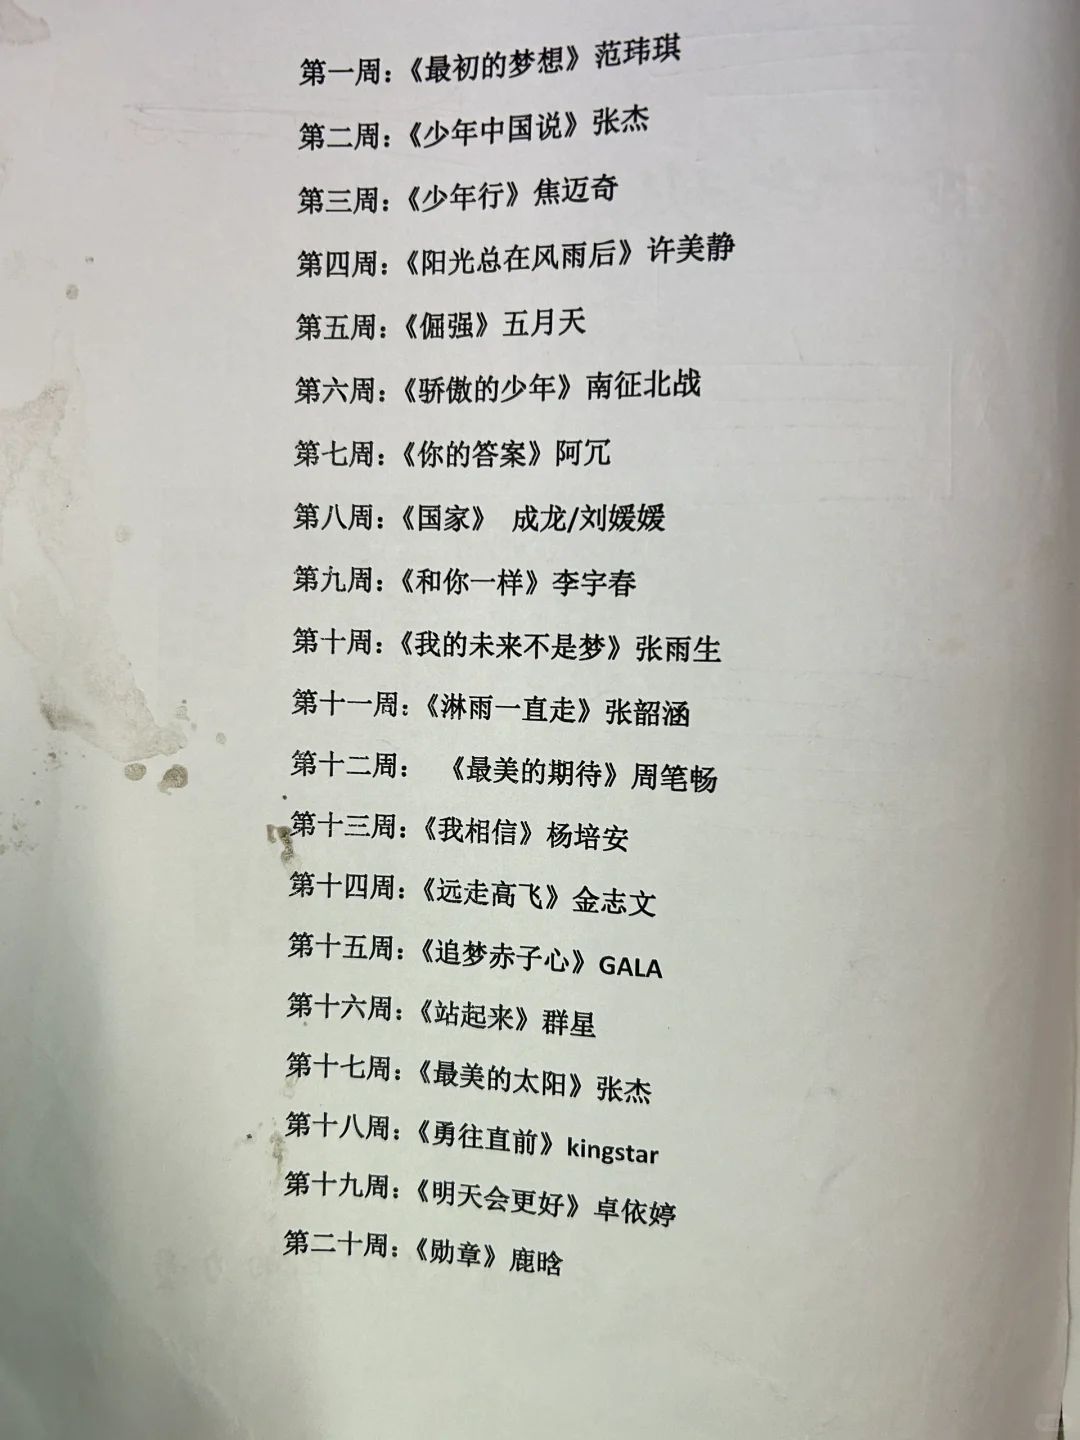 第一周：《最初的梦想》范玮琪
第二周：《少年中国说》张杰
第三周：《少年行》焦迈奇
第四周：《阳光总在风雨后》许美静
第五周：《倔强》五月天
第六周：《骄傲的少年》南征北战
第七周：《你的答案》阿冗
第八周：《国家》 成龙/刘媛媛
第九周：《和你一样》李宇春
第十周：《我的未来不是梦》张雨生
第十一周：《淋雨一直走》张韶涵
第十二周： 《最美的期待》周笔畅
第十三周：《我相信》杨培安
第十四周：《远走高飞》金志文
第十五周：《追梦赤子心》GALA
第十六周：《站起来》群星
第十七周：《最美的太阳》张杰
第十八周：《勇往直前》kingstar
第十九周：《明天会更好》卓依婷
第二十周：《勋章》鹿晗